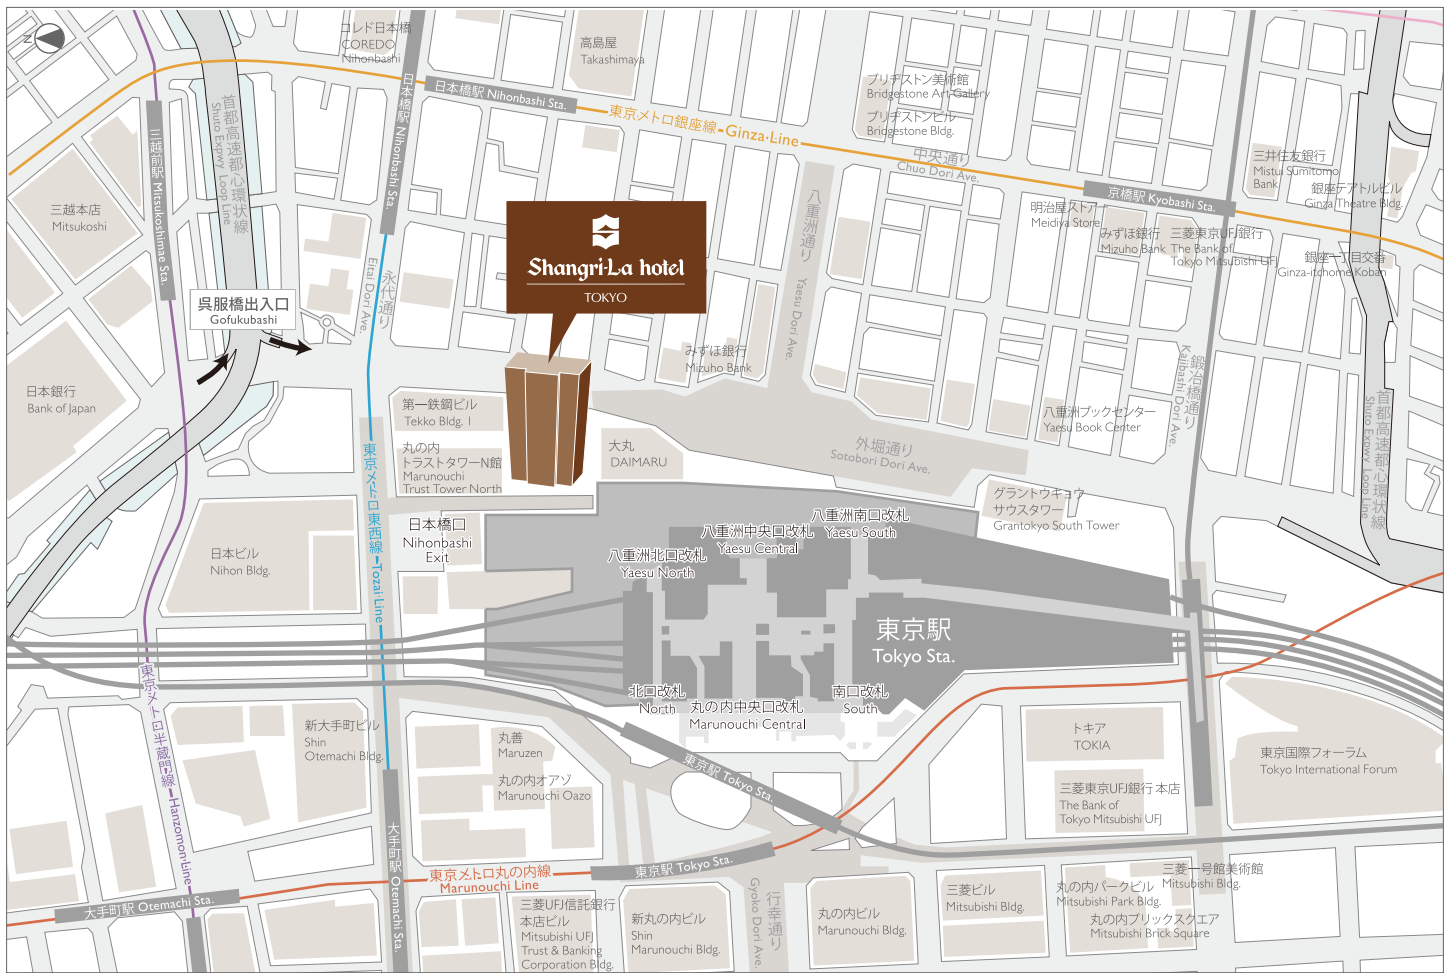 N
コレド日本橋
COREDO
Nihonbashi
高島屋
Takashimaya
ブリヂストン美術館
Bridgestone Art Gallery
ブリヂストンビル
Bridgestone Bldg.
日本橋駅 Nihonbashi Sta.
日本橋駅 Nihonbashi Sta.
東京メトロ銀座線-Ginza-Line
中央通り
Chuo Dori Ave.
三井住友銀行
Mistui Sumitomo
Bank
銀座テアトルビル
Ginza Theatre Bldg.
京橋駅 Kyobashi Sta.
明治屋ストアー
Meidiya Store
みずほ銀行
Mizuho Bank
三菱東京UFJ銀行
The Bank of
Tokyo Mitsubishi UFJ
銀座一丁目交番
Ginza-itchome Koban
首都高速都心環状線
Shuto Expwy Loop Line
三越前駅 Mitsukoshimae Sta.
三越本店
Mitsukoshi
永代通り
Eitai Dori Ave.
八重洲通り
Yaesu Dori Ave.
Shangri-La hotel
TOKYO
呉服橋出入口
Gofukubashi
みずほ銀行
Mizuho Bank
鍛冶橋通り
Kajibashi Dori Ave.
首都高速都心環状線
Shuto Expwy Loop Line
日本銀行
Bank of Japan
第一鉄鋼ビル
Tekko Bldg. 1
丸の内
トラストタワーN館
Marunouchi
Trust Tower North
大丸
DAIMARU
八重洲ブックセンター
Yaesu Book Center
外堀通り
Sotobori Dori Ave.
グラントウキョウ
サウスタワー
Grantokyo South Tower
東京メトロ東西線-Tozai-Line
日本橋口
Nihonbashi
Exit
八重洲南口改札
Yaesu South
八重洲中央口改札
Yaesu Central
八重洲北口改札
Yaesu North
日本ビル
Nihon Bldg.
東京駅
Tokyo Sta.
北口改札
North
丸の内中央口改札
Marunouchi Central
南口改札
South
東京メトロ半蔵門線-Hanzomon-Line
新大手町ビル
Shin
Otemachi Bldg.
丸善
Maruzen
丸の内オアゾ
Marunouchi Oazo
東京駅 Tokyo Sta.
トキア
TOKIA
三菱東京UFJ銀行 本店
The Bank of
Tokyo Mitsubishi UFJ
東京国際フォーラム
Tokyo International Forum
大手町駅 Otemachi Sta.
東京メトロ丸の内線
Marunouchi Line
東京駅 Tokyo Sta.
大手町駅 Otemachi Sta.
三菱UFJ信託銀行
本店ビル
Mitsubishi UFJ
Trust & Banking
Corporation Bldg.
新丸の内ビル
Shin
Marunouchi Bldg.
行幸通り
Gyoko Dori Ave.
丸の内ビル
Marunouchi Bldg.
三菱ビル
Mitsubishi Bldg.
三菱一号館美術館
Mitsubishi Bldg.
丸の内パークビル
Mitsubishi Park Bldg.
丸の内ブリックスクエア
Mitsubishi Brick Square